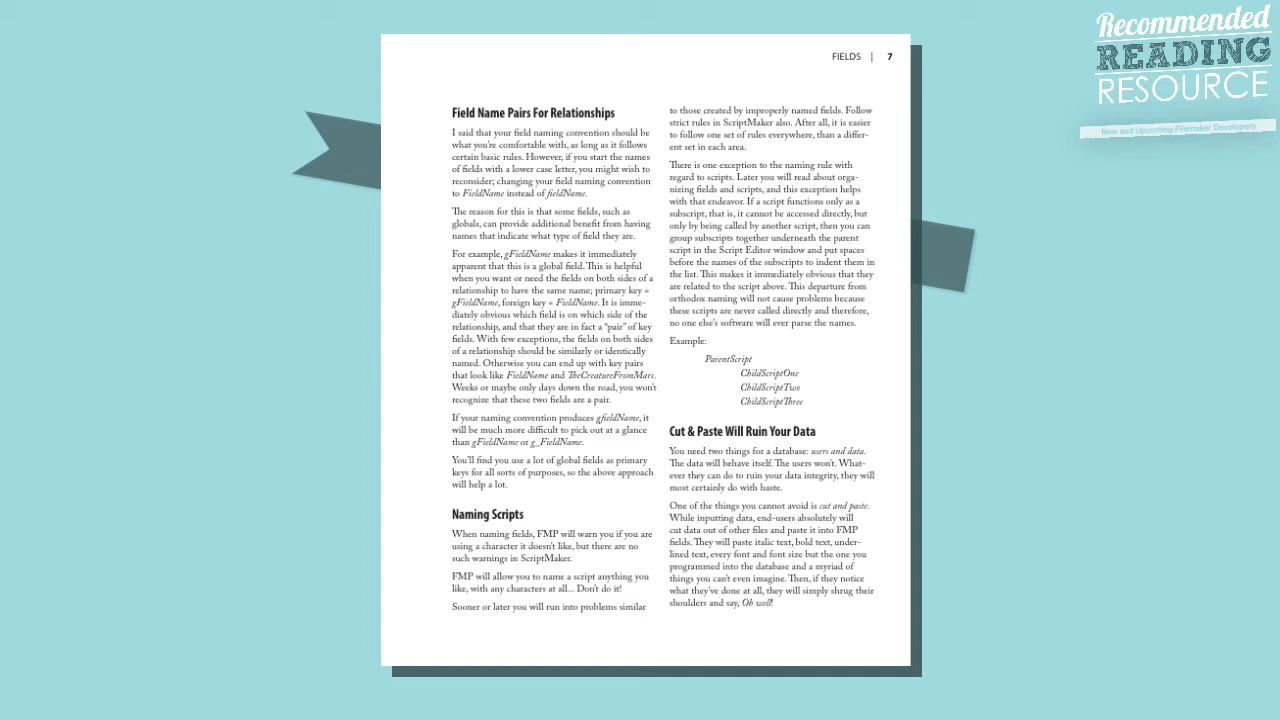 Recommended
READING
RESOURCE
New and Upcoming Filemaker Developers
FIELDS | 7
Field Name Pairs For Relationships
I said that your field naming convention should be
what you're comfortable with, as long as it follows
certain basic rules. However, if you start the names
of fields with a lower case letter, you might wish to
reconsider; changing your field naming convention
to FieldName instead of fieldName.
The reason for this is that some fields, such as
globals, can provide additional benefit from having
names that indicate what type of field they are.
For example, gFieldName makes it immediately
apparent that this is a global field. This is helpful
when you want or need the fields on both sides of a
relationship to have the same name; primary key =
gFieldName, foreign key = FieldName. It is imme-
diately obvious which field is on which side of the
relationship, and that they are in fact a “pair” of key
fields. With few exceptions, the fields on both sides
of a relationship should be similarly or identically
named. Otherwise you can end up with key pairs
that look like FieldName and TheCreatureFromMars.
Weeks or maybe only days down the road, you won't
recognize that these two fields are a pair.
If your naming convention produces gfieldName, it
will be much more difficult to pick out at a glance
than gFieldName or g_FieldName.
You'll find you use a lot of global fields as primary
keys for all sorts of purposes, so the above approach
will help a lot.
Naming Scripts
When naming fields, FMP will warn you if you are
using a character it doesn't like, but there are no
such warnings in ScriptMaker.
FMP will allow you to name a script anything you
like, with any characters at all... Don't do it!
Sooner or later you will run into problems similar
to those created by improperly named fields. Follow
strict rules in ScriptMaker also. After all, it is easier
to follow one set of rules everywhere, than a differ-
ent set in each area.
There is one exception to the naming rule with
regard to scripts. Later you will read about orga-
nizing fields and scripts, and this exception helps
with that endeavor. If a script functions only as a
subscript, that is, it cannot be accessed directly, but
only by being called by another script, then you can
group subscripts together underneath the parent
script in the Script Editor window and put spaces
before the names of the subscripts to indent them in
the list. This makes it immediately obvious that they
are related to the script above. This departure from
orthodox naming will not cause problems because
these scripts are never called directly and therefore,
no one else's software will ever parse the names.
Example:
ParentScript
ChildScriptOne
ChildScriptTwo
ChildScriptThree
Cut & Paste Will Ruin Your Data
You need two things for a database: users and data.
The data will behave itself. The users won't. What-
ever they can do to ruin your data integrity, they will
most certainly do with haste.
One of the things you cannot avoid is cut and paste.
While inputting data, end-users absolutely will
cut data out of other files and paste it into FMP
fields. They will paste italic text, bold text, under-
lined text, every font and font size but the one you
programmed into the database and a myriad of
things you can't even imagine. Then, if they notice
what they've done at all, they will simply shrug their
shoulders and say, Oh well!